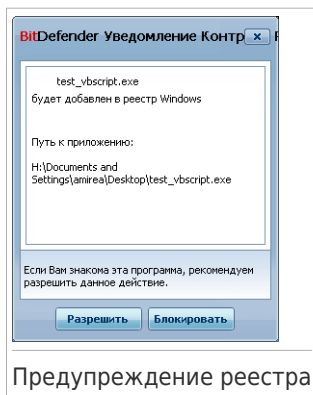 BitDefender Уведомление Контр
test_vbscript.exe
будет добавлен в реестр Windows
Путь к приложению:
H:\Documents and
Settings\amirea\Desktop\test_vbscript.exe
Если Вам знакома эта программа, рекомендуем
разрешить данное действие.
Разрешить Блокировать
Предупреждение реестра